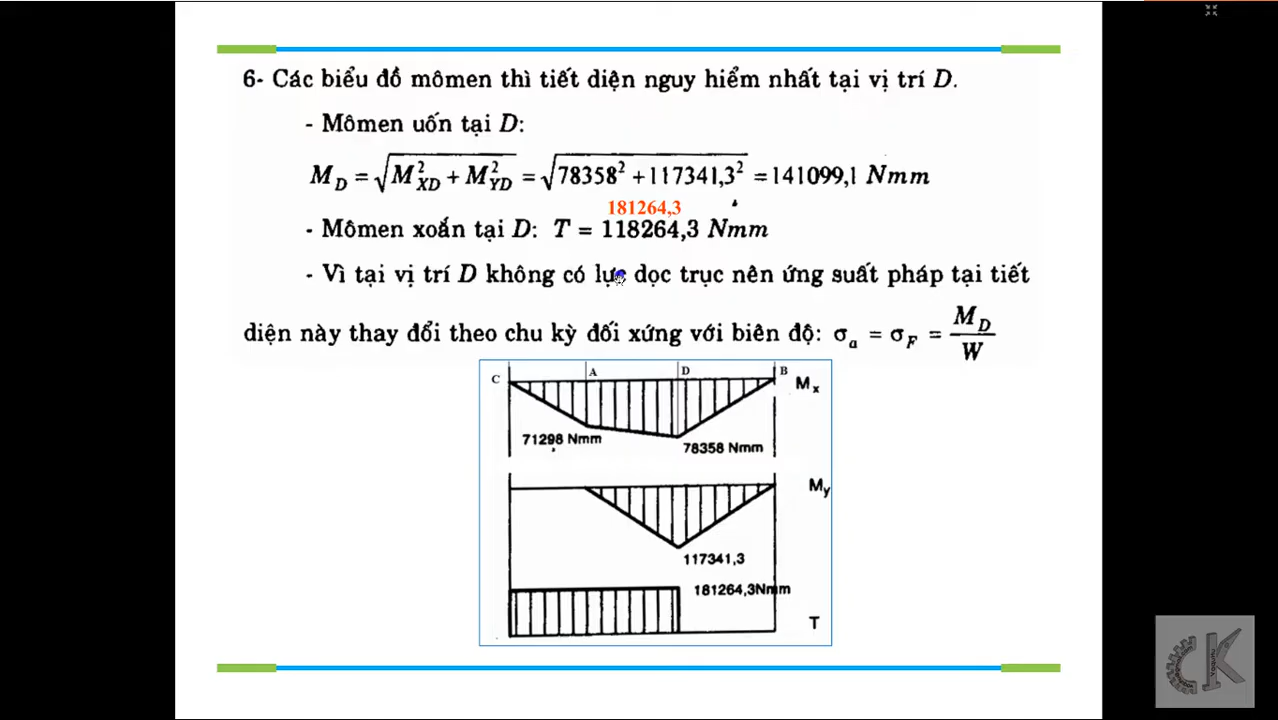 6- Các biểu đồ mômen thì tiết diện nguy hiểm nhất tại vị trí D.
- Mômen uốn tại D:
M_D = √(M²_XD + M²_YD) = √(78358² + 117341,3²) = 141099,1 Nmm
181264,3
- Mômen xoắn tại D: T = 118264,3 Nmm
- Vì tại vị trí D không có lực dọc trục nên ứng suất pháp tại tiết
diện này thay đổi theo chu kỳ đối xứng với biên độ: σ_a = σ_F = M_D / W
C A D B M_x
71298 Nmm
78358 Nmm
M_y
117341,3
181264,3Nmm
T
CK